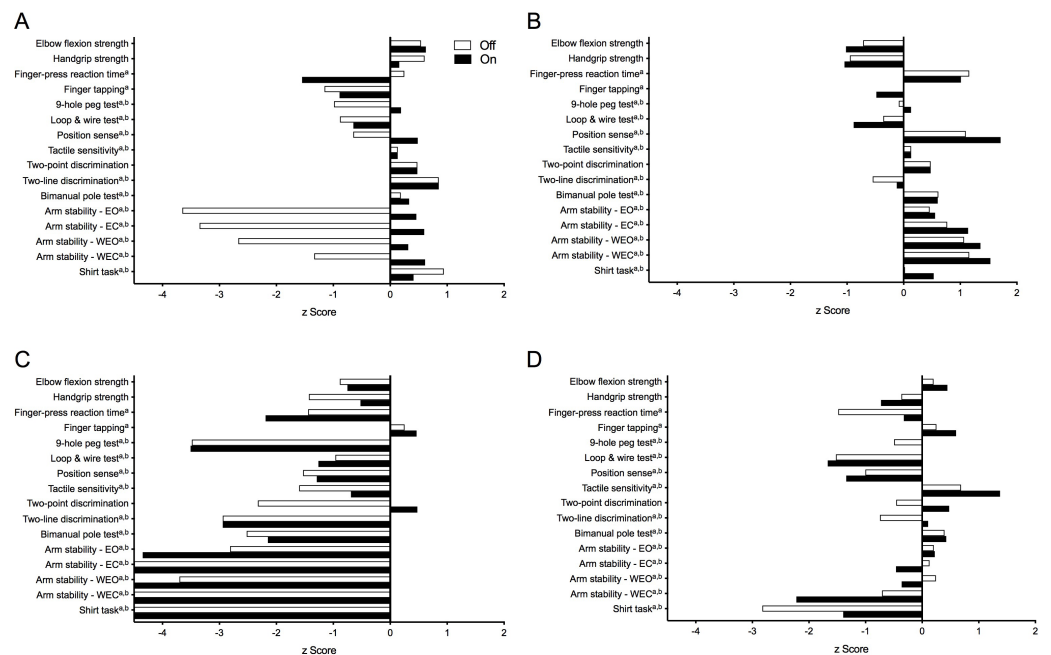 A
Elbow flexion strength
Handgrip strength
Finger-press reaction timeᵃ
Finger tappingᵃ
9-hole peg testᵃ,ᵇ
Loop & wire testᵃ,ᵇ
Position senseᵃ,ᵇ
Tactile sensitivityᵃ,ᵇ
Two-point discrimination
Two-line discriminationᵃ,ᵇ
Bimanual pole testᵃ,ᵇ
Arm stability - EOᵃ,ᵇ
Arm stability - ECᵃ,ᵇ
Arm stability - WEOᵃ,ᵇ
Arm stability - WECᵃ,ᵇ
Shirt taskᵃ,ᵇ
Off
On
-4 -3 -2 -1 0 1 2
z Score
B
Elbow flexion strength
Handgrip strength
Finger-press reaction timeᵃ
Finger tappingᵃ
9-hole peg testᵃ,ᵇ
Loop & wire testᵃ,ᵇ
Position senseᵃ,ᵇ
Tactile sensitivityᵃ,ᵇ
Two-point discrimination
Two-line discriminationᵃ,ᵇ
Bimanual pole testᵃ,ᵇ
Arm stability - EOᵃ,ᵇ
Arm stability - ECᵃ,ᵇ
Arm stability - WEOᵃ,ᵇ
Arm stability - WECᵃ,ᵇ
Shirt taskᵃ,ᵇ
-4 -3 -2 -1 0 1 2
z Score
C
Elbow flexion strength
Handgrip strength
Finger-press reaction timeᵃ
Finger tappingᵃ
9-hole peg testᵃ,ᵇ
Loop & wire testᵃ,ᵇ
Position senseᵃ,ᵇ
Tactile sensitivityᵃ,ᵇ
Two-point discrimination
Two-line discriminationᵃ,ᵇ
Bimanual pole testᵃ,ᵇ
Arm stability - EOᵃ,ᵇ
Arm stability - ECᵃ,ᵇ
Arm stability - WEOᵃ,ᵇ
Arm stability - WECᵃ,ᵇ
Shirt taskᵃ,ᵇ
-4 -3 -2 -1 0 1 2
z Score
D
Elbow flexion strength
Handgrip strength
Finger-press reaction timeᵃ
Finger tappingᵃ
9-hole peg testᵃ,ᵇ
Loop & wire testᵃ,ᵇ
Position senseᵃ,ᵇ
Tactile sensitivityᵃ,ᵇ
Two-point discrimination
Two-line discriminationᵃ,ᵇ
Bimanual pole testᵃ,ᵇ
Arm stability - EOᵃ,ᵇ
Arm stability - ECᵃ,ᵇ
Arm stability - WEOᵃ,ᵇ
Arm stability - WECᵃ,ᵇ
Shirt taskᵃ,ᵇ
-4 -3 -2 -1 0 1 2
z Score